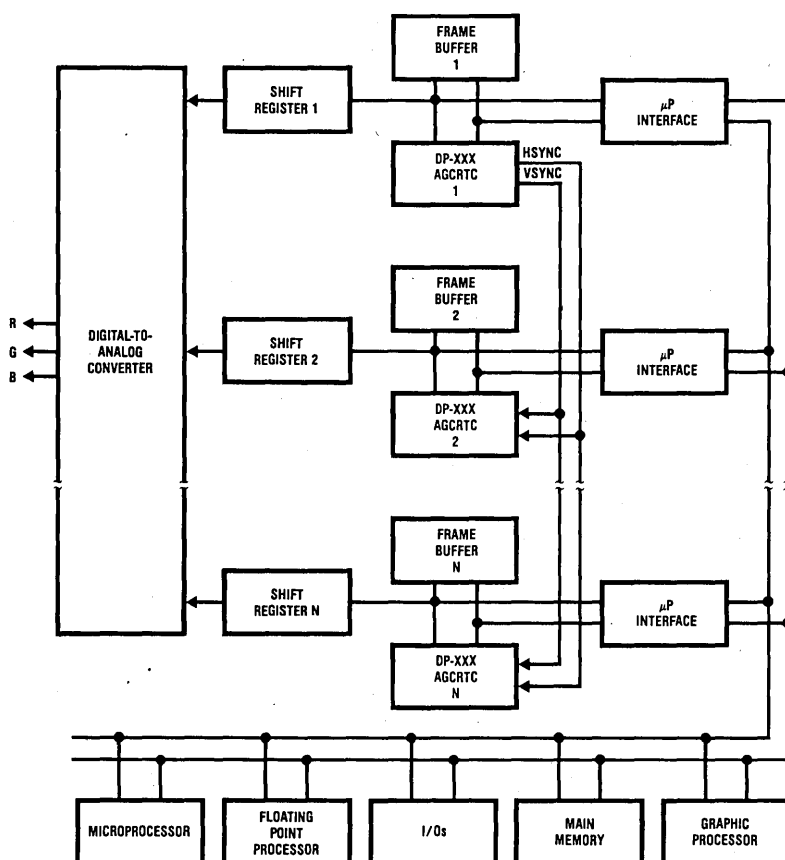 FRAME
BUFFER
1
SHIFT
REGISTER 1
μP
INTERFACE
DP-XXX
AGCRTC
1
HSYNC
VSYNC
FRAME
BUFFER
2
R
G
B
DIGITAL-TO-
ANALOG
CONVERTER
SHIFT
REGISTER 2
μP
INTERFACE
DP-XXX
AGCRTC
2
FRAME
BUFFER
N
SHIFT
REGISTER N
μP
INTERFACE
DP-XXX
AGCRTC
N
MICROPROCESSOR
FLOATING
POINT
PROCESSOR
I/Os
MAIN
MEMORY
GRAPHIC
PROCESSOR